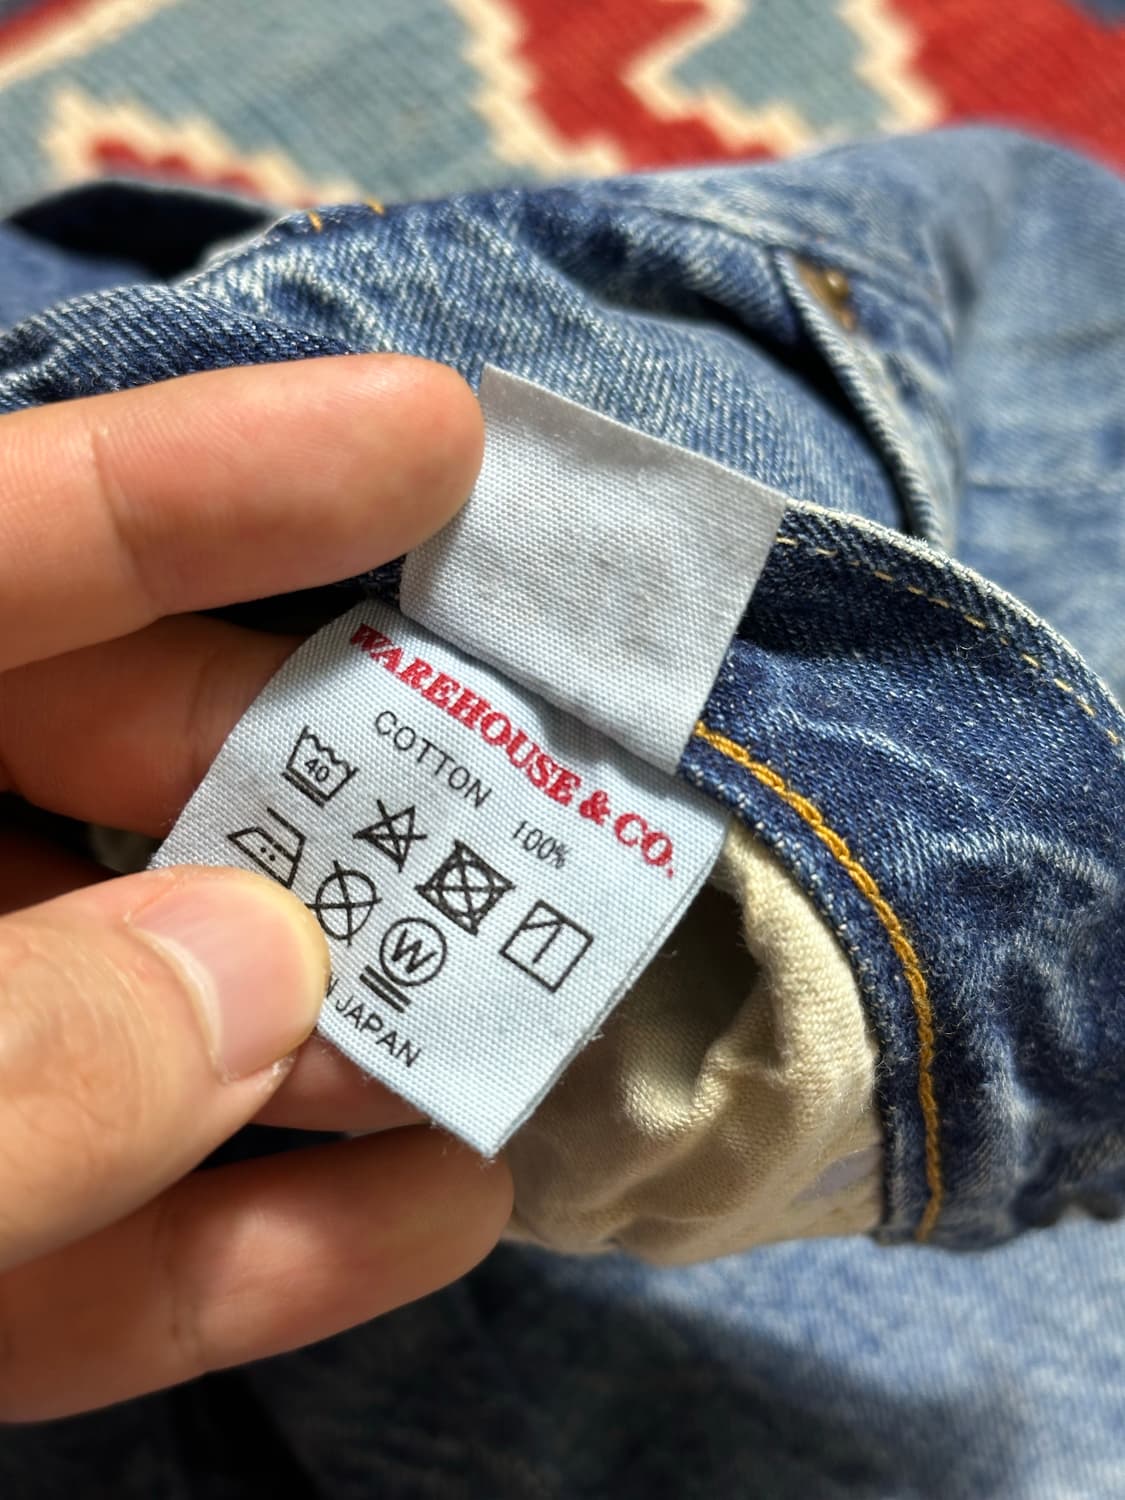 WAREHOUSE & CO.
COTTON 100%
40
W
JAPAN